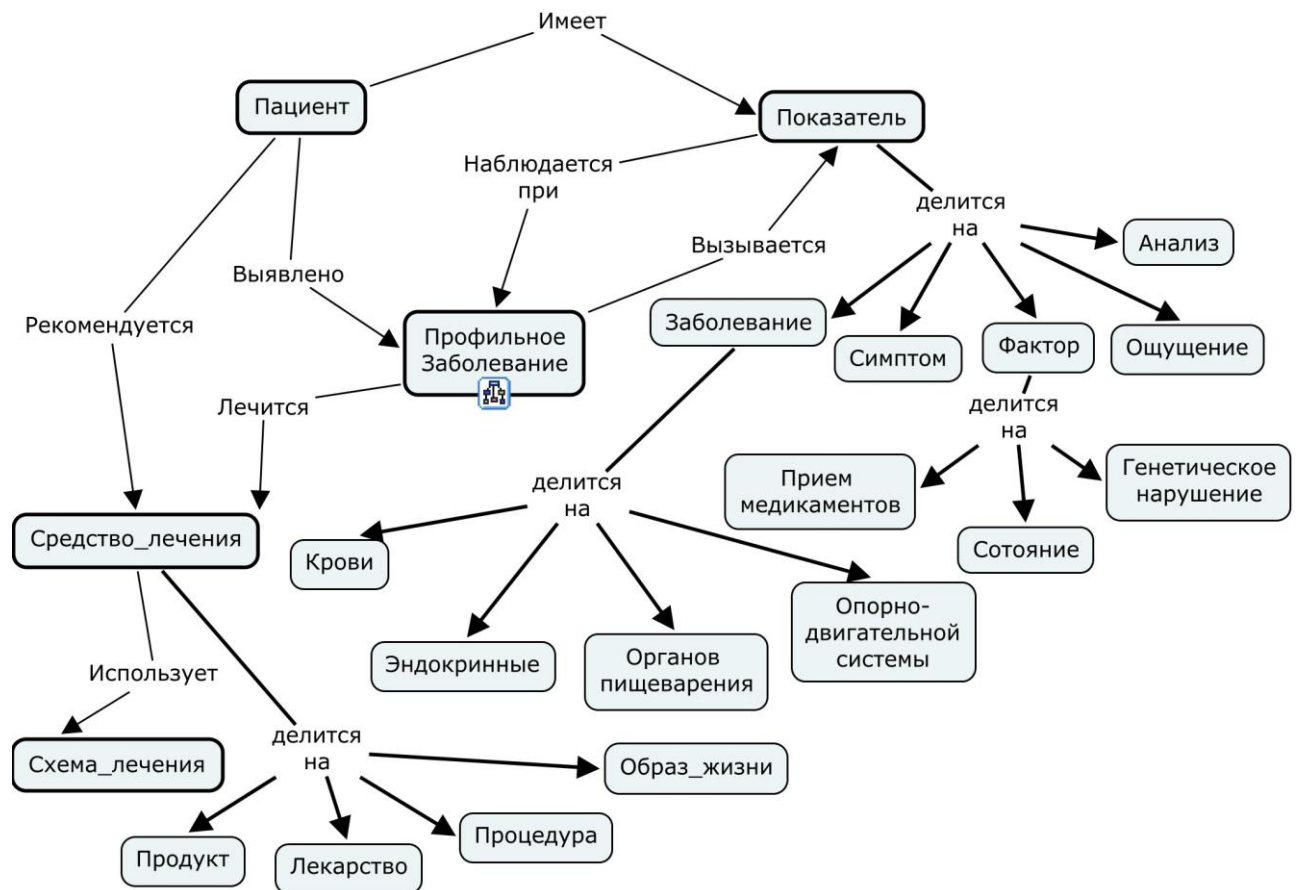 Имеет
Пациент
Показатель
Наблюдается
при
делится
на
Анализ
Вызывается
Выявлено
Рекомендуется
Заболевание
Профильное
Заболевание
Симптом
Фактор
Ощущение
Лечится
делится
на
Прием
медикаментов
Генетическое
нарушение
делится
на
Средство_лечения
Крови
Сотояние
Опорно-
двигательной
системы
Эндокринные
Органов
пищеварения
Использует
делится
на
Схема_лечения
Образ_жизни
Процедура
Продукт
Лекарство